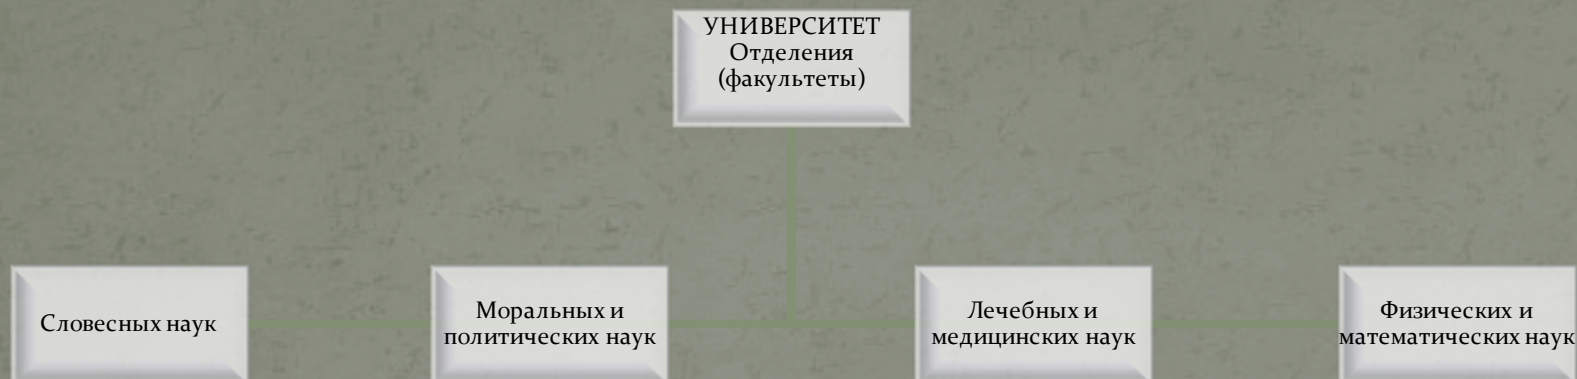 УНИВЕРСИТЕТ
Отделения
(факультеты)
Словесных наук
Моральных и
политических наук
Лечебных и
медицинских наук
Физических и
математических наук